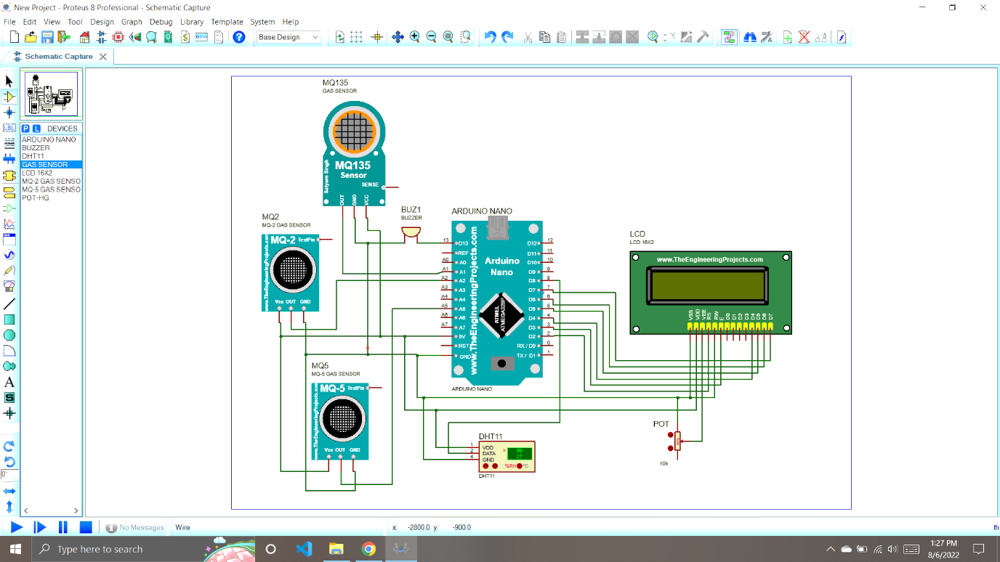 New Project - Proteus 8 Professional - Schematic Capture
File Edit View Tool Design Graph Debug Library Template System Help
Base Design
Schematic Capture
P L DEVICES
ARDUINO NANO
BUZZER
DHT11
GAS SENSOR
LCD 16X2
MQ-2 GAS SENSO
MQ-5 GAS SENSO
POT-HG
MQ135
GAS SENSOR
MQ135
Sensor
Satyam Singh
SENSE
OUT GND VCC
MQ2
MQ-2 GAS SENSOR
MQ-2 TestPin
www.TheEngineeringProjects.com
Vcc OUT GND
BUZ1
BUZZER
ARDUINO NANO
www.TheEngineeringProjects.com
Arduino
Nano
ATMEL
ATMEGA328P
13 D13 D12 12
REF D11 11
A0 A0 D10 10
A1 A1 D9 9
A2 A2 D8 8
A3 A3 D7 7
A4 A4 D6 6
A5 D5 5
A6 D4 4
A7 A7 D3 3
5V D2 2
RST RX / D0 0
GND TX / D1 1
ARDUINO NANO
LCD
LCD 16X2
www.TheEngineeringProjects.com
VSS VDD VEE RS RW E D0 D1 D2 D3 D4 D5 D6 D7
MQ5
MQ-5 GAS SENSOR
MQ-5 TestPin
www.TheEngineeringProjects.com
Vcc OUT GND
DHT11
1 VDD
2 DATA
4 GND
> 80
27
%RH °C
DHT11
POT
10k
0°
No Messages Wire x: -2800.0 y: -900.0 th
Type here to search
1:27 PM
8/6/2022